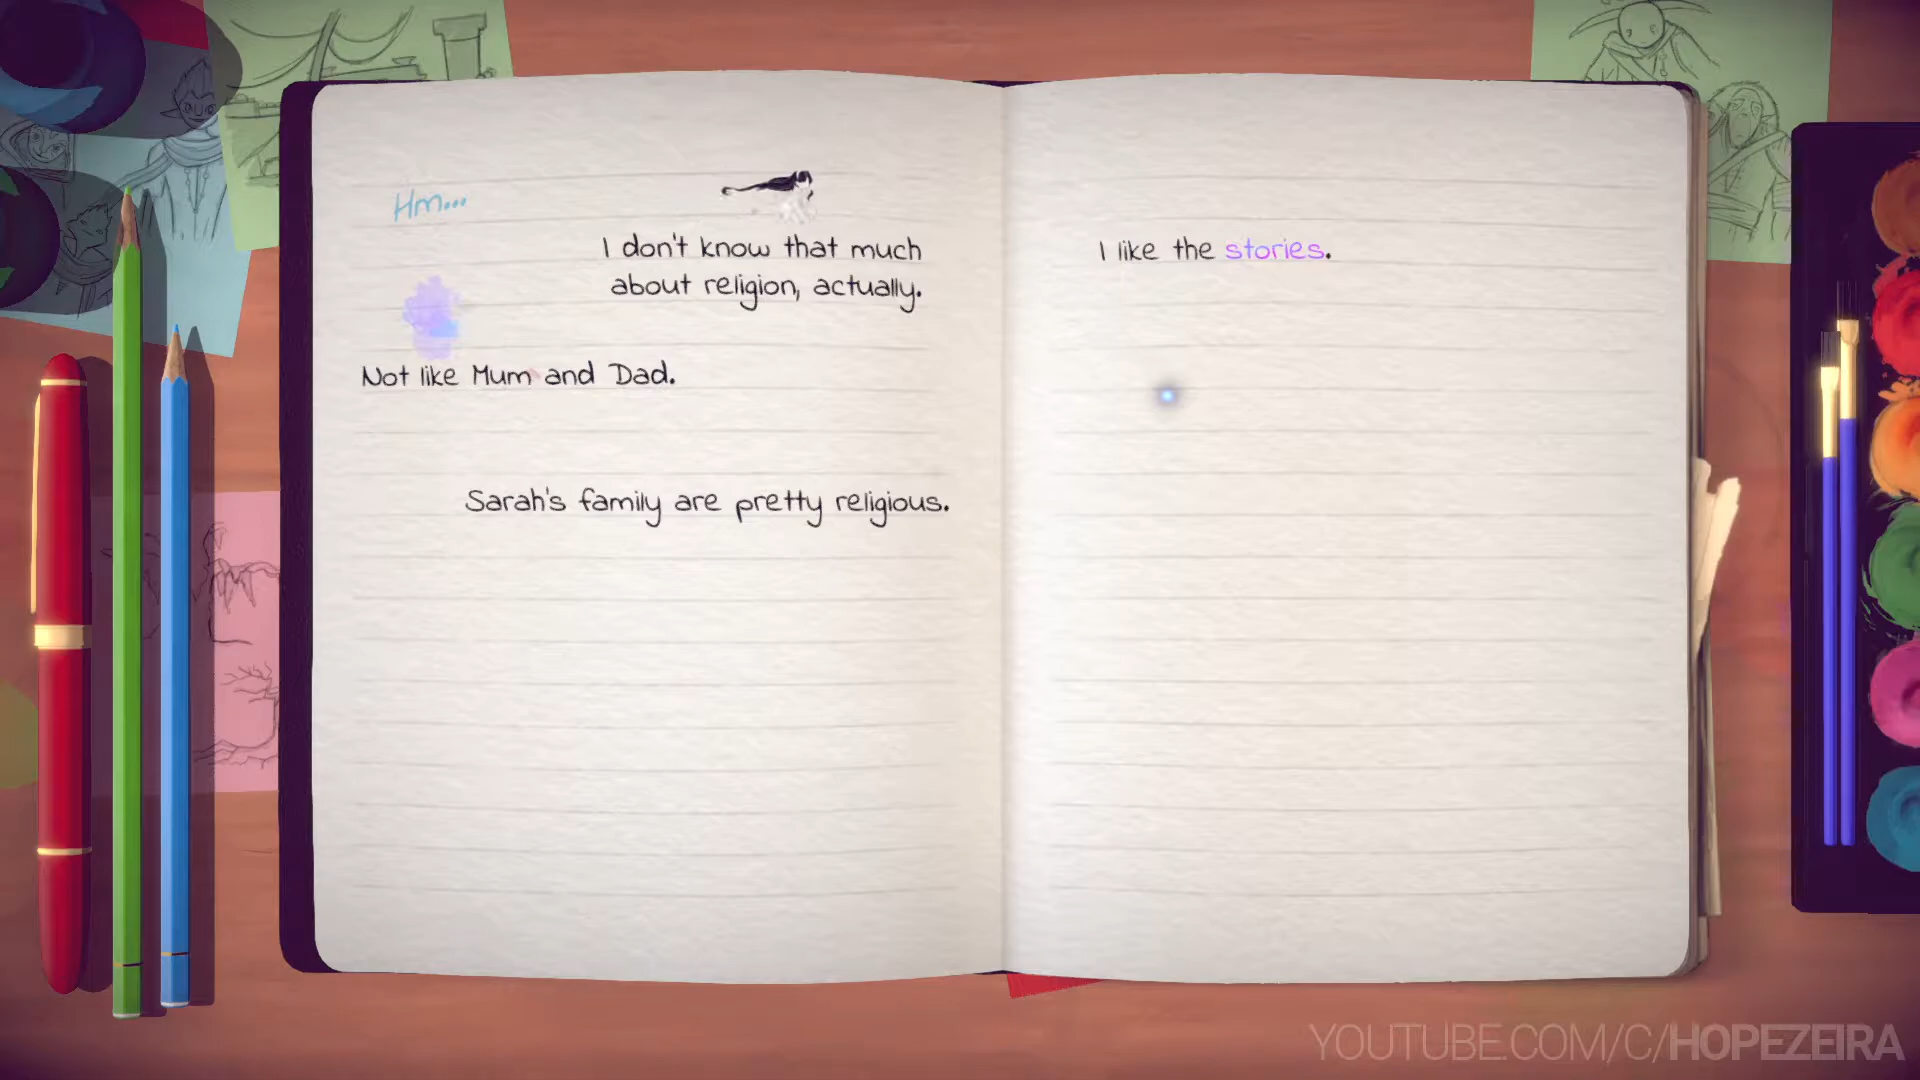 Hm...
I don't know that much
about religion, actually.
Not like Mum and Dad.
Sarah's family are pretty religious.
I like the stories.
YOUTUBE.COM/C/HOPEZEIRA